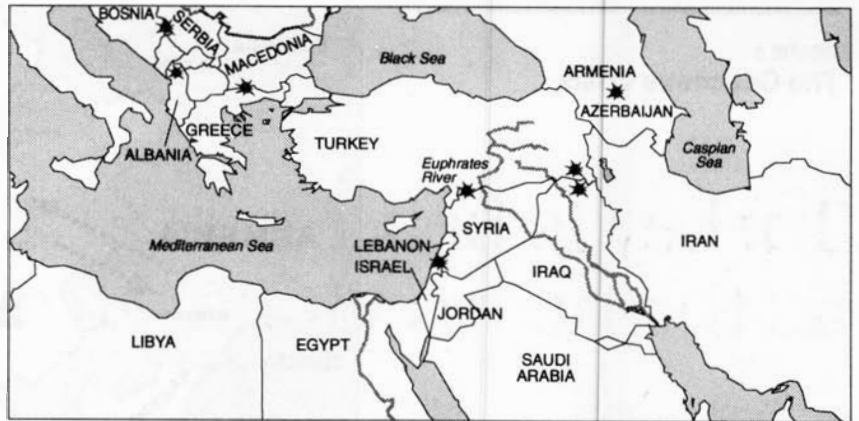 BOSNIA
SERBIA
MACEDONIA
Black Sea
ARMENIA
AZERBAIJAN
GREECE
ALBANIA
TURKEY
Caspian
Sea
Euphrates
River
Mediterranean Sea
LEBANON
SYRIA
IRAN
ISRAEL
IRAQ
JORDAN
LIBYA
EGYPT
SAUDI
ARABIA